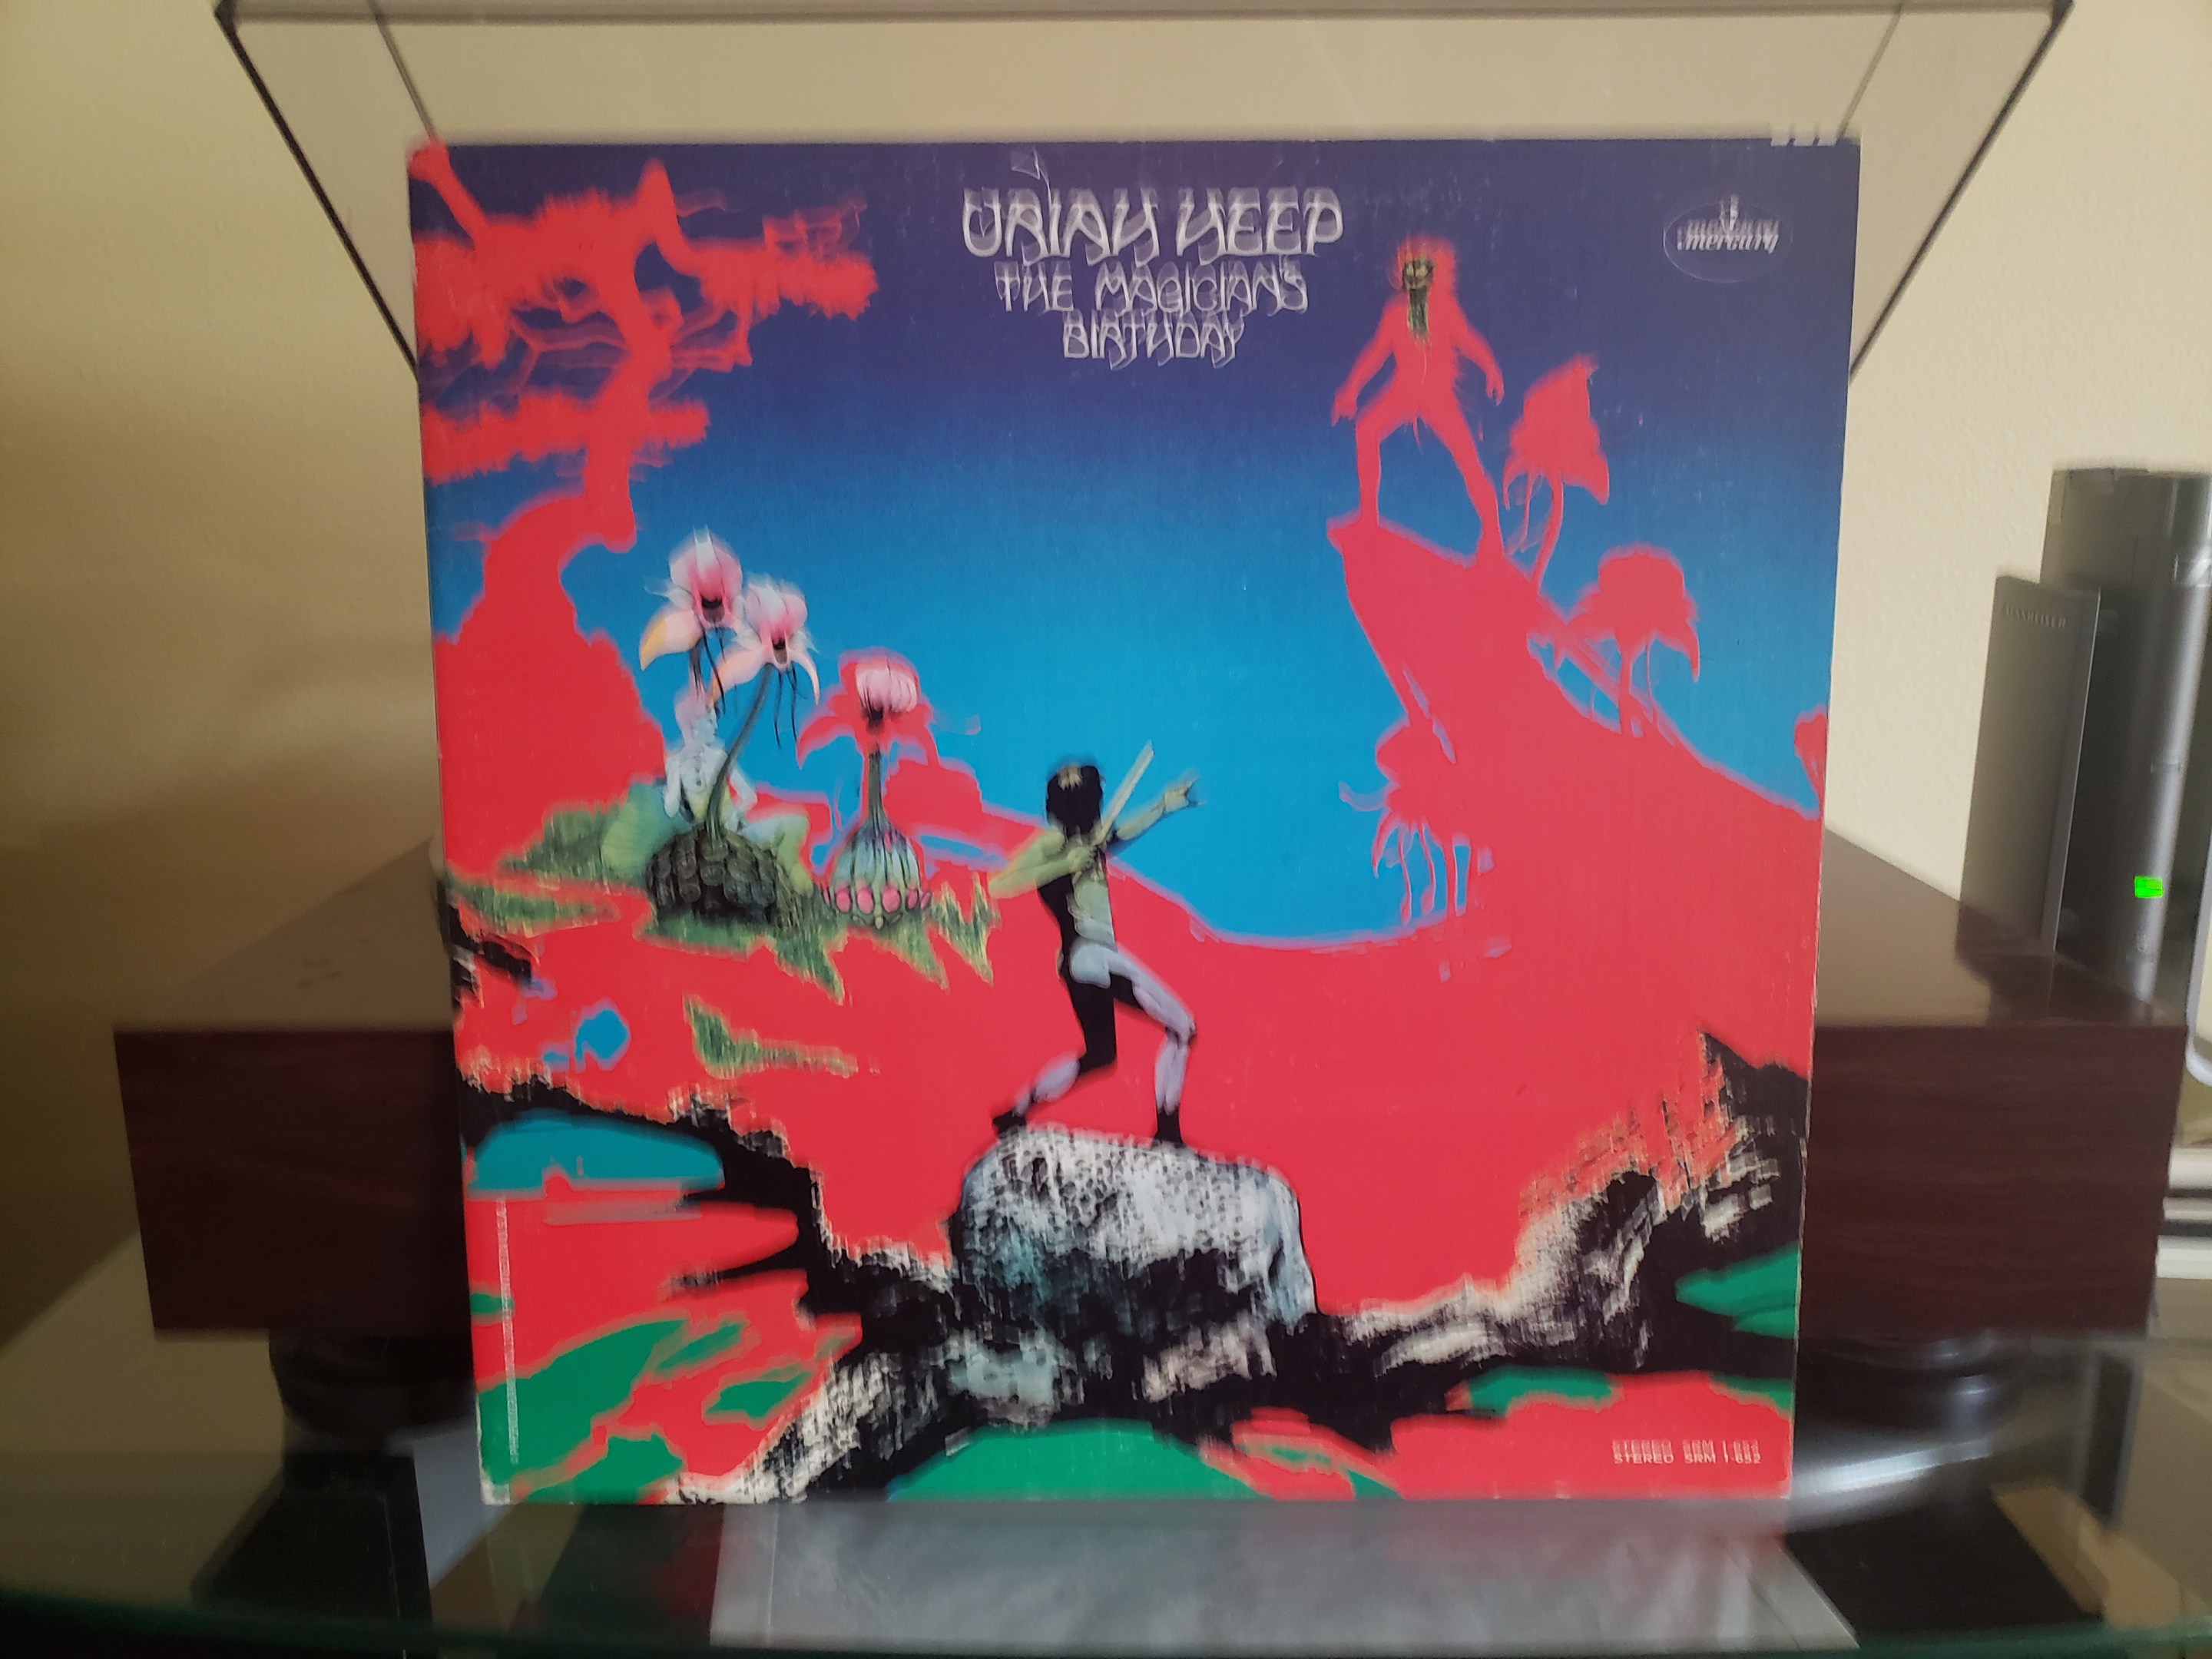 URIAH HEEP
THE MAGICIAN'S
BIRTHDAY
mercury
STEREO SRM 1-652